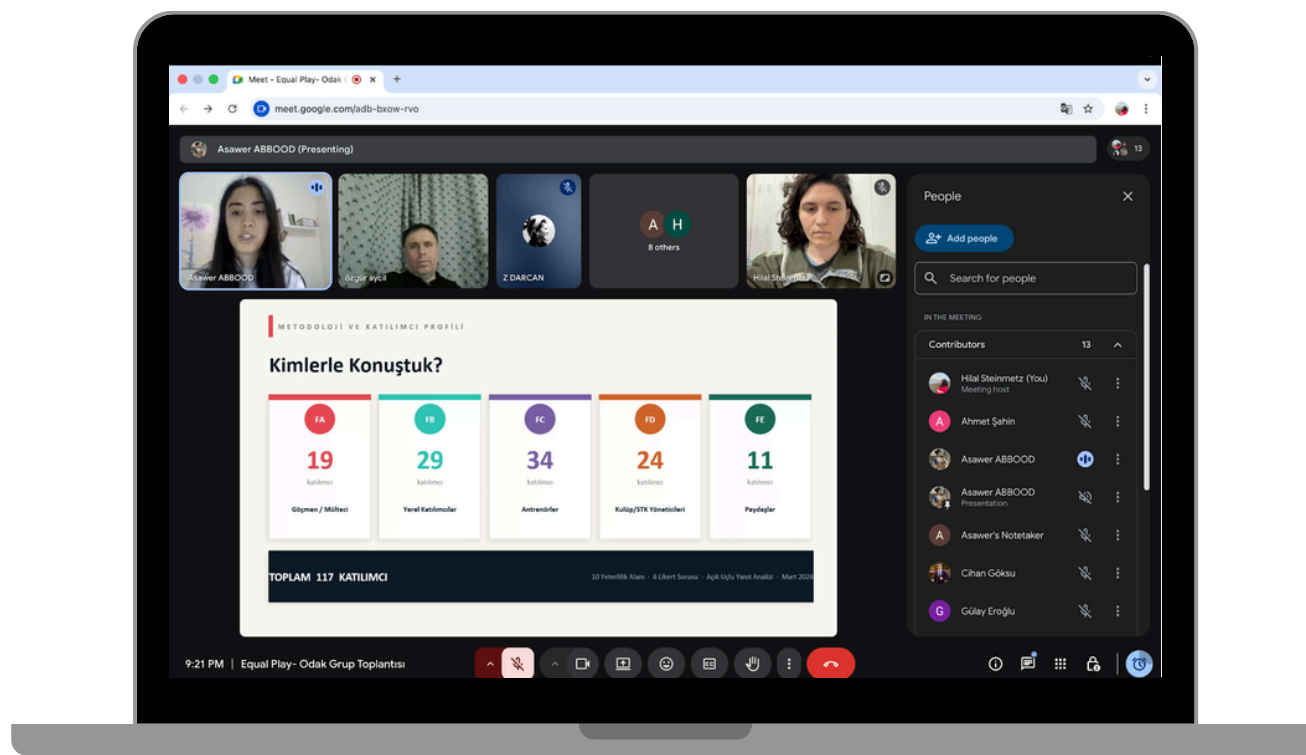 Meet - Equal Play- Odak
meet.google.com/adb-bxow-rvo
Asawer ABBOOD (Presenting)
13
Asawer ABBOOD
özgür aycil
Z DARCAN
A H
8 others
Hilal Steinmetz
METODOLOJİ VE KATILIMCI PROFİLİ
Kimlerle Konuştuk?
FA
19
katılımcı
Göçmen / Mülteci
FB
29
katılımcı
Yerel Katılımcılar
FC
34
katılımcı
Antrenörler
FD
24
katılımcı
Kulüp/STK Yöneticileri
FE
11
katılımcı
Paydaşlar
TOPLAM 117 KATILIMCI
10 Yeterlilik Alanı · 6 Likert Sorusu · Açık Uçlu Yanıt Analizi · Mart 2026
People
Add people
Search for people
IN THE MEETING
Contributors 13
Hilal Steinmetz (You)
Meeting host
A Ahmet Şahin
Asawer ABBOOD
Asawer ABBOOD
Presentation
A Asawer's Notetaker
Cihan Göksu
G Gülay Eroğlu
9:21 PM | Equal Play- Odak Grup Toplantısı